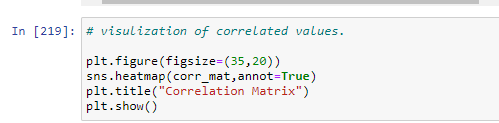 In [219]: # visulization of correlated values.
plt.figure(figsize=(35,20))
sns.heatmap(corr_mat,annot=True)
plt.title("Correlation Matrix")
plt.show()